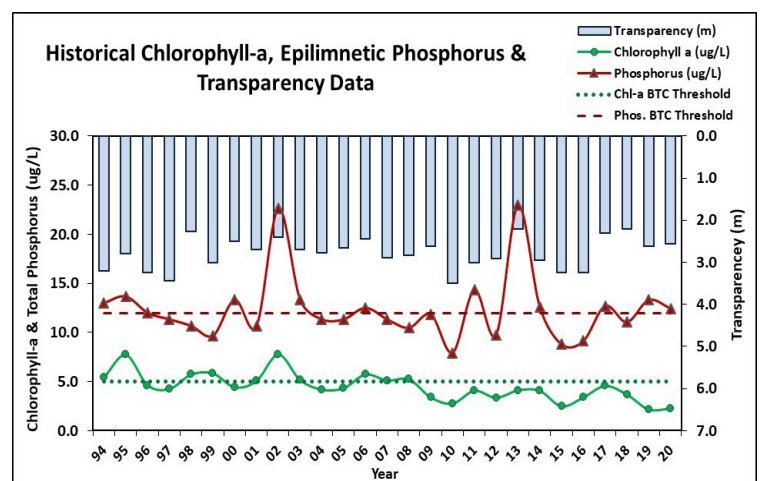 Historical Chlorophyll-a, Epilimnetic Phosphorus &
Transparency Data
Transparency (m)
Chlorophyll a (ug/L)
Phosphorus (ug/L)
Chl-a BTC Threshold
Phos. BTC Threshold
30.0
25.0
20.0
15.0
10.0
5.0
0.0
Chlorophyll-a & Total Phosphorus (ug/L)
0.0
1.0
2.0
3.0
4.0
5.0
6.0
7.0
Transparencey (m)
94 95 96 97 98 99 00 01 02 03 04 05 06 07 08 09 10 11 12 13 14 15 16 17 18 19 20
Year